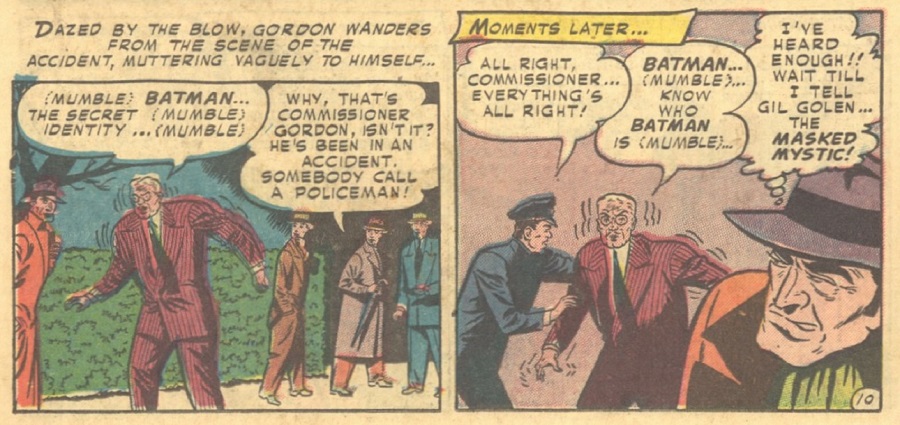 DAZED BY THE BLOW, GORDON WANDERS
FROM THE SCENE OF THE
ACCIDENT, MUTTERING VAGUELY TO HIMSELF...
(MUMBLE) BATMAN...
THE SECRET (MUMBLE)
IDENTITY... (MUMBLE)
WHY, THAT'S
COMMISSIONER
GORDON, ISN'T IT?
HE'S BEEN IN AN
ACCIDENT.
SOMEBODY CALL
A POLICEMAN!
MOMENTS LATER...
ALL RIGHT,
COMMISSIONER...
EVERYTHING'S
ALL RIGHT!
BATMAN...
(MUMBLE)...
KNOW
WHO
BATMAN
IS (MUMBLE)...
I'VE
HEARD
ENOUGH!!
WAIT TILL
I TELL
GIL GOLEN...
THE
MASKED
MYSTIC!
10